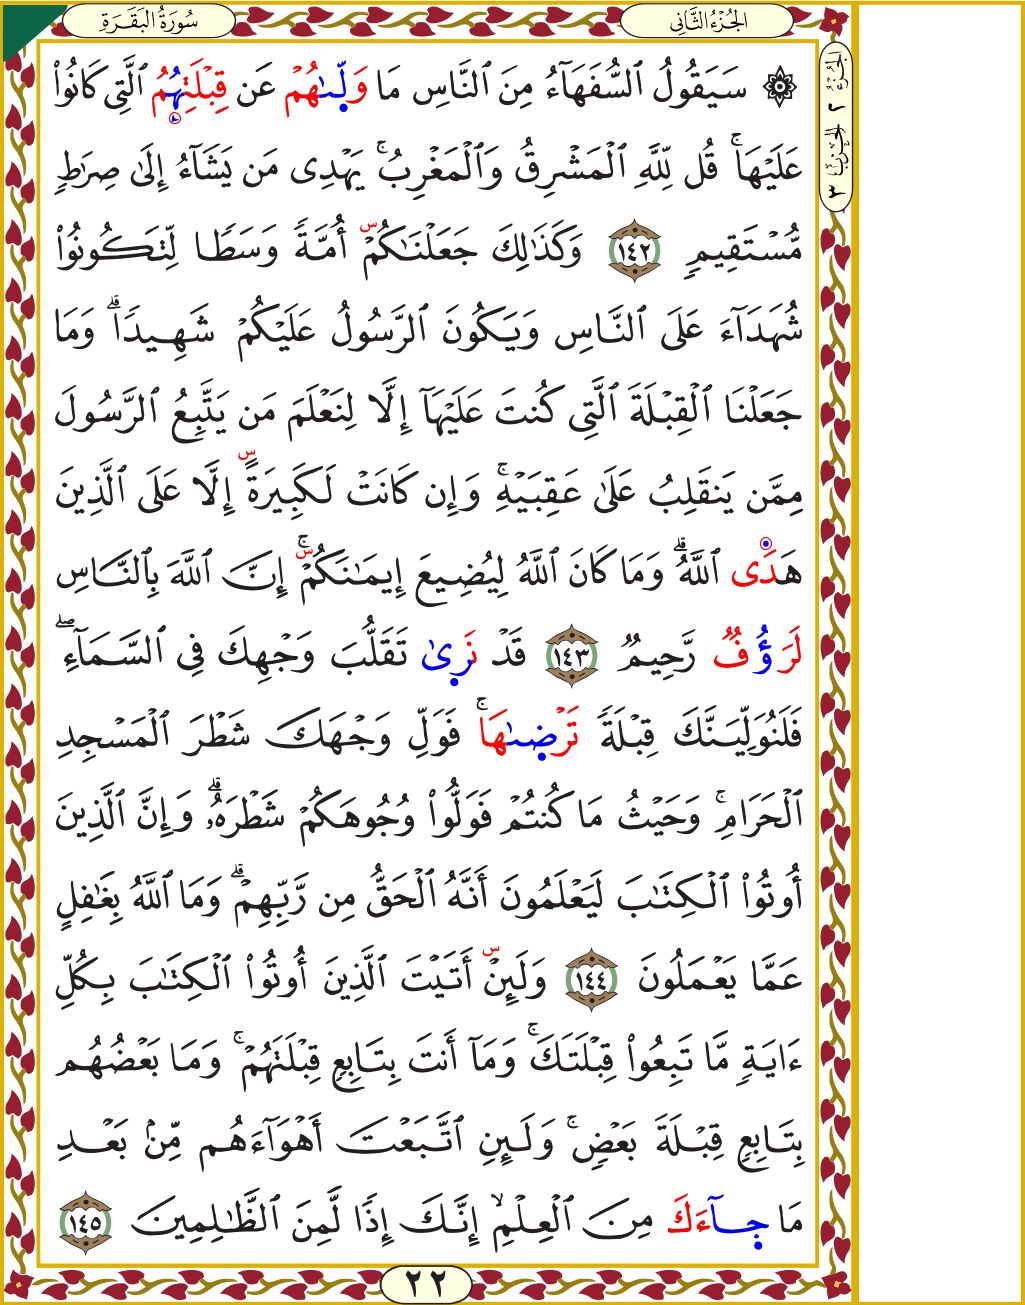 سُورَةُ الْبَقَرَةِ
الجُزْءُ الثَّانِي
الجُزْءُ ٢ الحِزْبُ ٣
۞ سَيَقُولُ ٱلسُّفَهَآءُ مِنَ ٱلنَّاسِ مَا وَلّٜىٰهُمْ عَن قِبْلَتِهُمُ ٱلَّتِى كَانُوا۟
عَلَيْهَا ۚ قُل لِّلَّهِ ٱلْمَشْرِقُ وَٱلْمَغْرِبُ ۚ يَهْدِى مَن يَشَآءُ إِلَىٰ صِرَٰطٍ
مُّسْتَقِيمٍ ١٤٢ وَكَذَٰلِكَ جَعَلْنَـٰكُمْ س أُمَّةً وَسَطًا لِّتَكُونُوا۟
شُهَدَآءَ عَلَى ٱلنَّاسِ وَيَكُونَ ٱلرَّسُولُ عَلَيْكُمْ شَهِيدًا ۗ وَمَا
جَعَلْنَا ٱلْقِبْلَةَ ٱلَّتِى كُنتَ عَلَيْهَآ إِلَّا لِنَعْلَمَ مَن يَتَّبِعُ ٱلرَّسُولَ
مِمَّن يَنقَلِبُ عَلَىٰ عَقِبَيْهِ ۚ وَإِن كَانَتْ لَكَبِيرَةً س إِلَّا عَلَى ٱلَّذِينَ
هَدَى ٱللَّهُ ۗ وَمَا كَانَ ٱللَّهُ لِيُضِيعَ إِيمَـٰنَكُمْ س ۚ إِنَّ ٱللَّهَ بِٱلنَّاسِ
لَرَؤُفٌ رَّحِيمٌ ١٤٣ قَدْ نَرٜىٰ تَقَلُّبَ وَجْهِكَ فِى ٱلسَّمَآءِ ۖ
فَلَنُوَلِّيَنَّكَ قِبْلَةً تَرْضٜىٰهَا ۚ فَوَلِّ وَجْهَكَ شَطْرَ ٱلْمَسْجِدِ
ٱلْحَرَامِ ۚ وَحَيْثُ مَا كُنتُمْ فَوَلُّوا۟ وُجُوهَكُمْ شَطْرَهُۥ ۗ وَإِنَّ ٱلَّذِينَ
أُوتُوا۟ ٱلْكِتَـٰبَ لَيَعْلَمُونَ أَنَّهُ ٱلْحَقُّ مِن رَّبِّهِمْ ۗ وَمَا ٱللَّهُ بِغَـٰفِلٍ
عَمَّا يَعْمَلُونَ ١٤٤ وَلَئِنْ س أَتَيْتَ ٱلَّذِينَ أُوتُوا۟ ٱلْكِتَـٰبَ بِكُلِّ
ءَايَةٍ مَّا تَبِعُوا۟ قِبْلَتَكَ ۚ وَمَآ أَنتَ بِتَابِعٍ قِبْلَتَهُمْ ۚ وَمَا بَعْضُهُم
بِتَابِعٍ قِبْلَةَ بَعْضٍ ۚ وَلَئِنِ ٱتَّبَعْتَ أَهْوَآءَهُم مِّنۢ بَعْدِ
مَا جٜآءَكَ مِنَ ٱلْعِلْمِ ۙ إِنَّكَ إِذًا لَّمِنَ ٱلظَّـٰلِمِينَ ١٤٥
٢٢